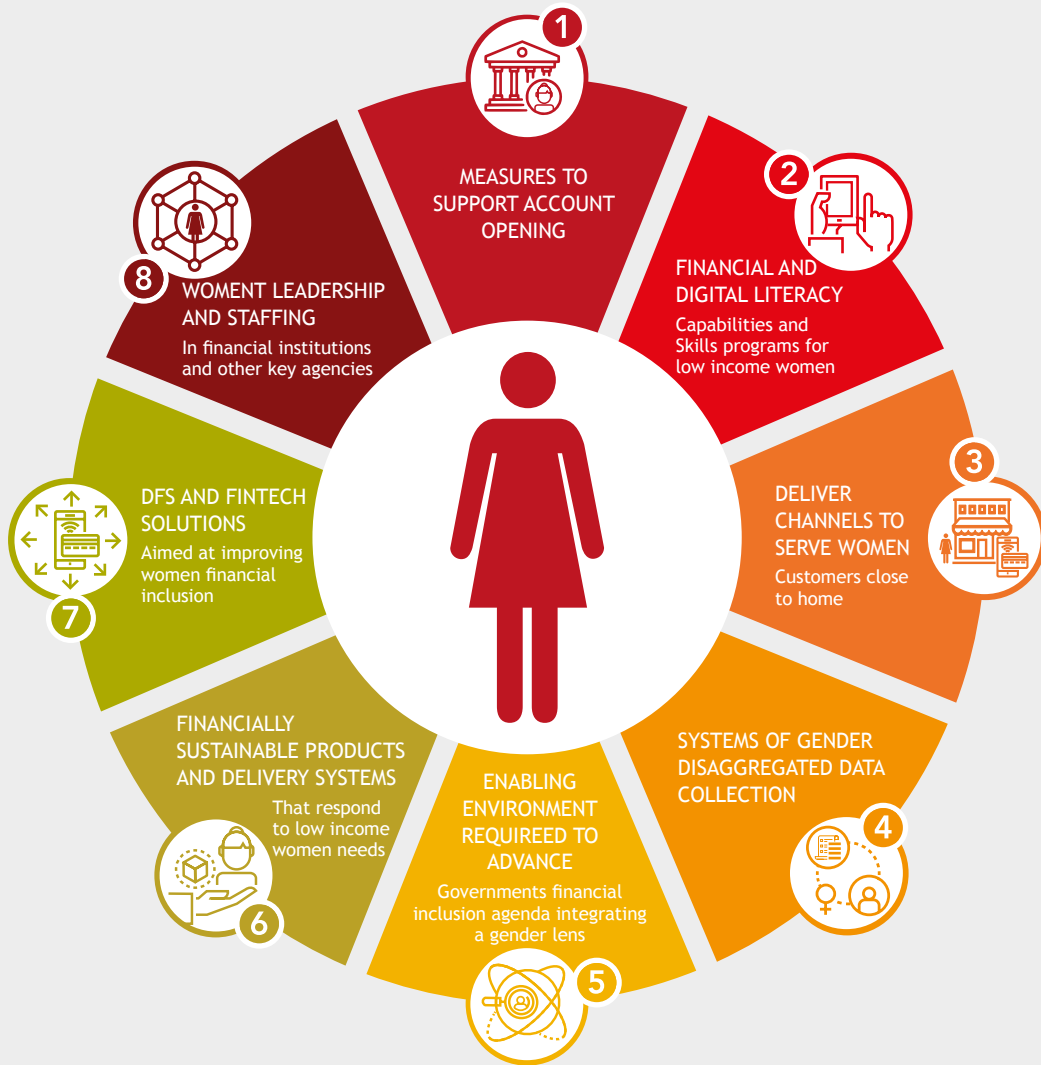 1
MEASURES TO
SUPPORT ACCOUNT
OPENING
2
FINANCIAL AND
DIGITAL LITERACY
Capabilities and
Skills programs for
low income women
3
DELIVER
CHANNELS TO
SERVE WOMEN
Customers close
to home
4
SYSTEMS OF GENDER
DISAGGREGATED DATA
COLLECTION
5
ENABLING
ENVIRONMENT
REQUIREED TO
ADVANCE
Governments financial
inclusion agenda integrating
a gender lens
6
FINANCIALLY
SUSTAINABLE PRODUCTS
AND DELIVERY SYSTEMS
That respond
to low income
women needs
7
DFS AND FINTECH
SOLUTIONS
Aimed at improving
women financial
inclusion
8
WOMENT LEADERSHIP
AND STAFFING
In financial institutions
and other key agencies